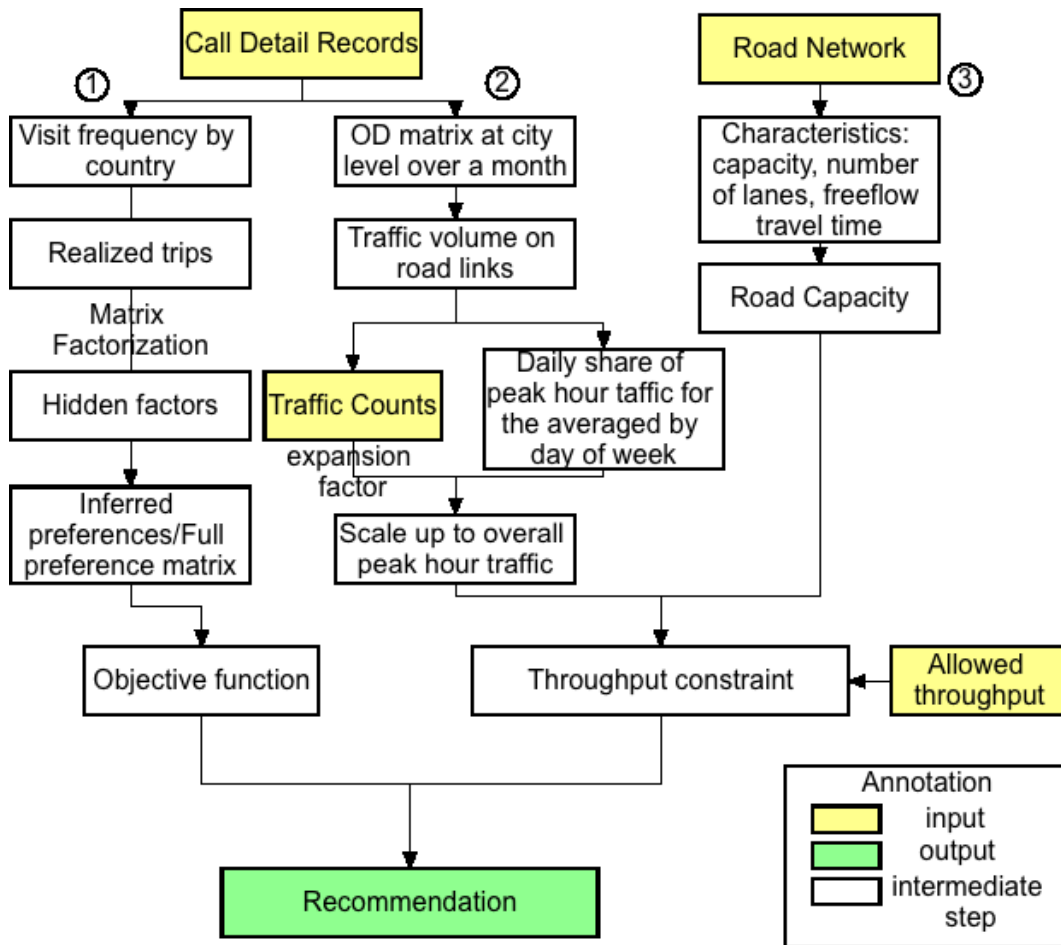 Call Detail Records
Road Network
1
2
3
Visit frequency by
country
OD matrix at city
level over a month
Characteristics:
capacity, number
of lanes, freeflow
travel time
Realized trips
Traffic volume on
road links
Road Capacity
Matrix
Factorization
Hidden factors
Traffic Counts
Daily share of
peak hour taffic for
the averaged by
day of week
expansion
factor
Inferred
preferences/Full
preference matrix
Scale up to overall
peak hour traffic
Objective function
Throughput constraint
Allowed
throughput
Recommendation
Annotation
input
output
intermediate
step